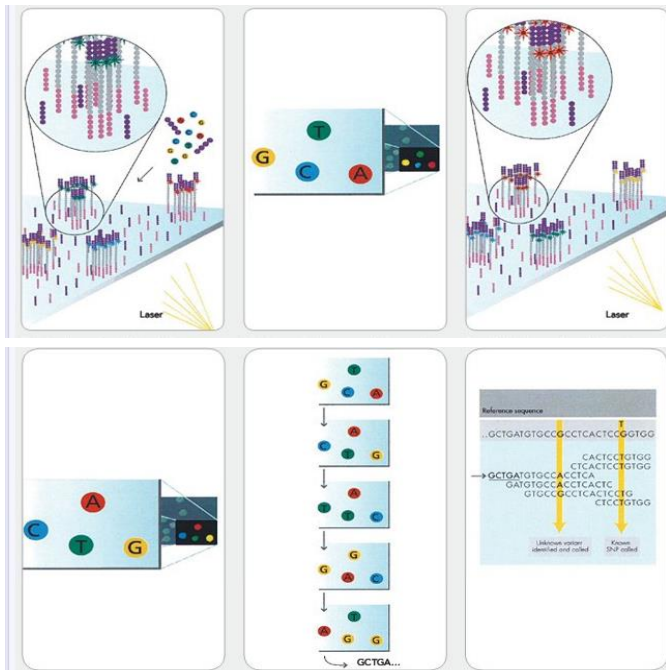 G
G
G
Laser
T
G
C
A
Laser
A
C
T
G
T
G
C
A
A
C
T
G
A
T
T
C
G
G
A
C
T
A
G
G
GCTGA...
Reference sequence
T
..GCTGATGTGCCGCCTCACTCCGGTGG
CACTCCTGTGG
CTCACTCCTGTGG
GCTGATGTGCCACCTCA
GATGTGCCACCTCACTC
GTGCCGCCTCACTCCTG
CTCCTGTGG
Unknown variant Known
identified and called SNP called